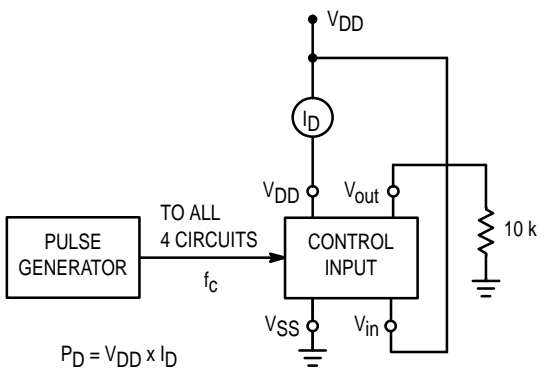 VDD
ID
VDD
Vout
TO ALL
4 CIRCUITS
PULSE
GENERATOR
fc
CONTROL
INPUT
10 k
VSS
Vin
PD = VDD x ID